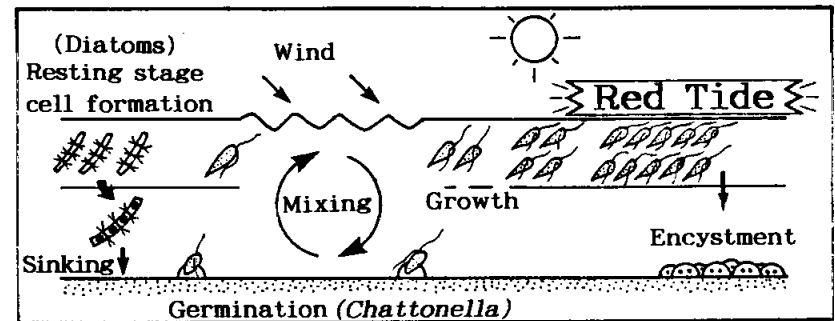 (Diatoms)
Resting stage
cell formation
Wind
Red Tide
Mixing
Growth
Sinking
Encystment
Germination (Chattonella)